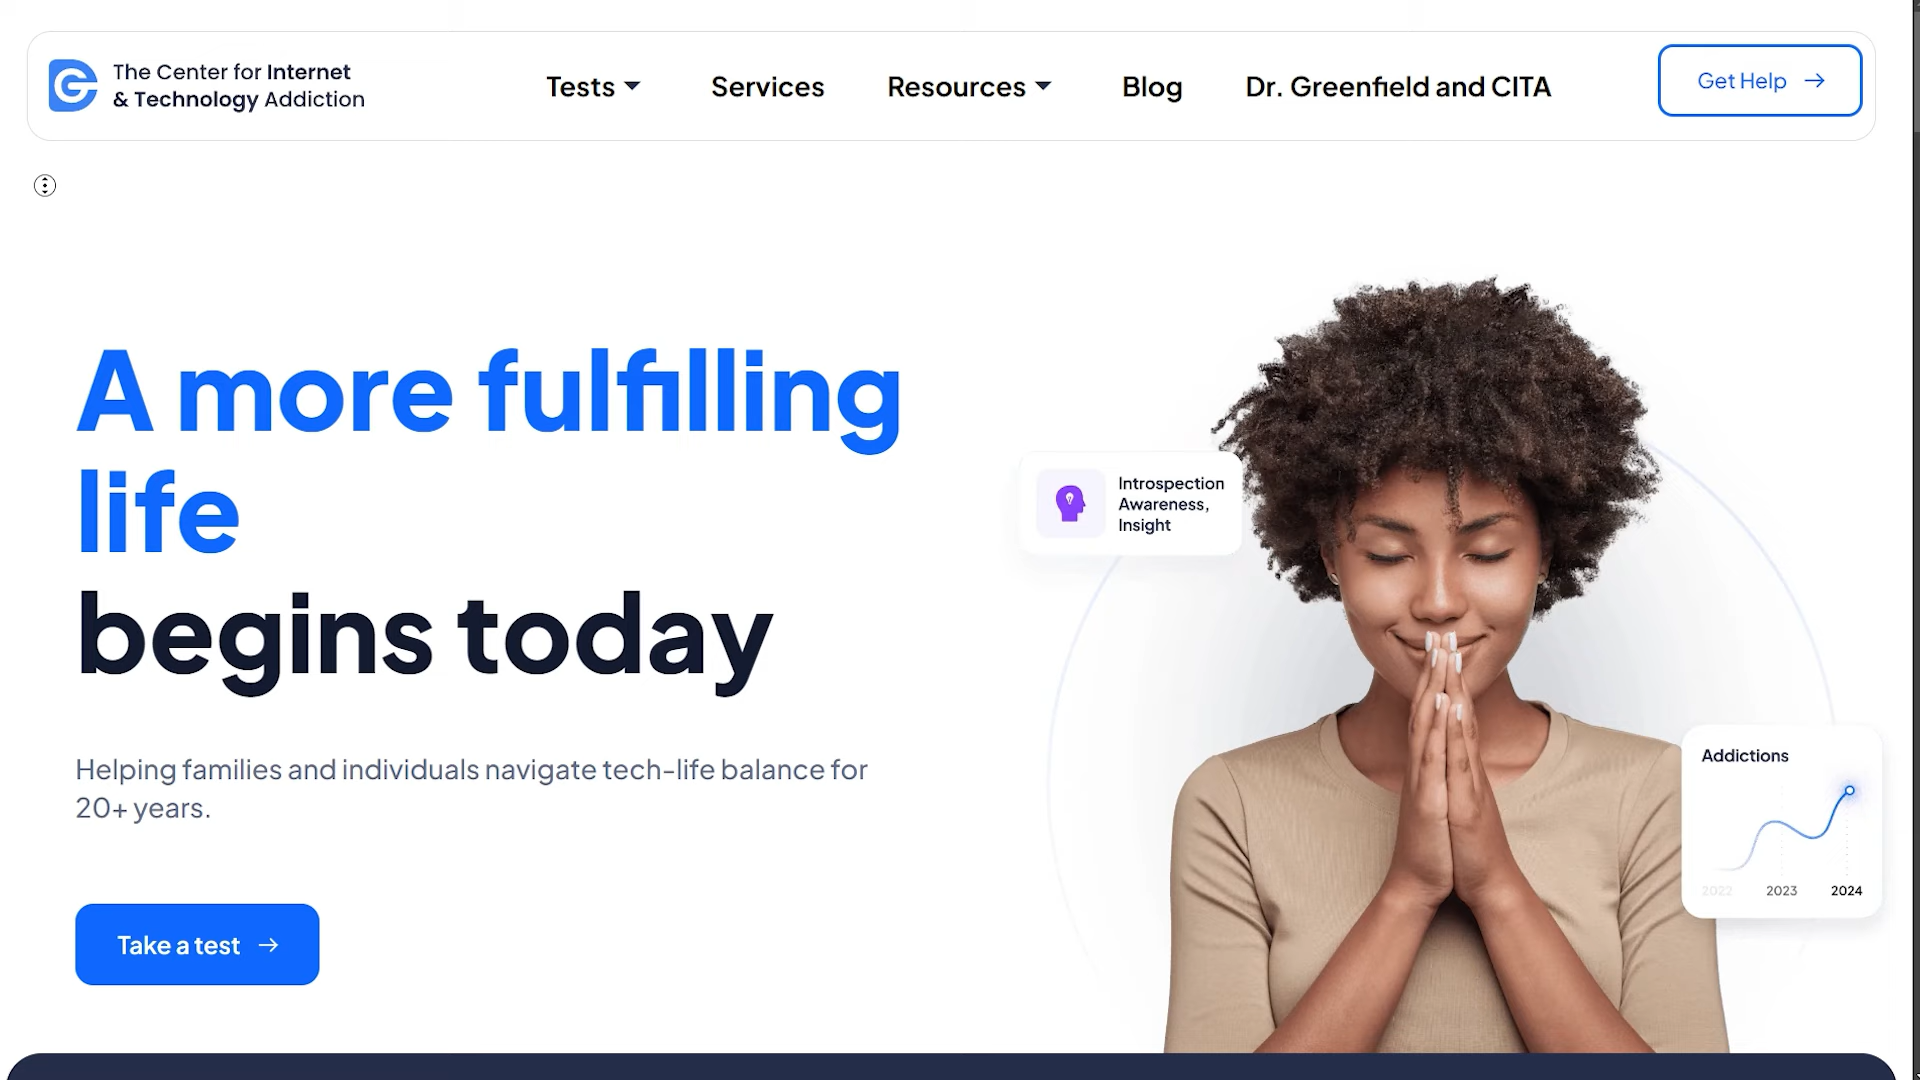 The Center for Internet
& Technology Addiction
Tests
Services
Resources
Blog
Dr. Greenfield and CITA
Get Help
A more fulfilling
life
begins today
Helping families and individuals navigate tech-life balance for
20+ years.
Take a test
Introspection
Awareness,
Insight
Addictions
2022 2023 2024